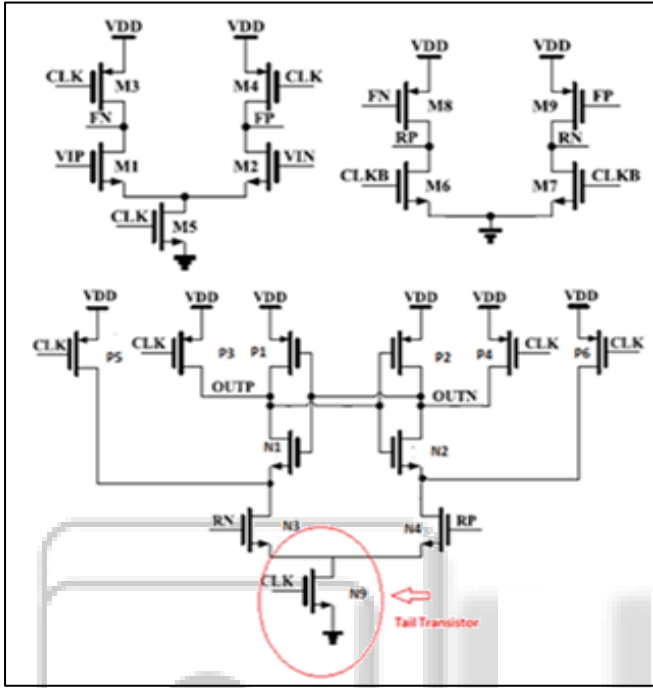 VDD VDD VDD VDD
CLK M3 M4 CLK FN M8 M9 FP
FN FP RP RN
VIP M1 M2 VIN CLKB M6 M7 CLKB
CLK M5
VDD VDD VDD VDD VDD VDD
CLK P5 CLK P3 P1 P2 P4 CLK P6 CLK
OUTP OUTN
N1 N2
RN N3 N4 RP
CLK N9
Tail Transistor